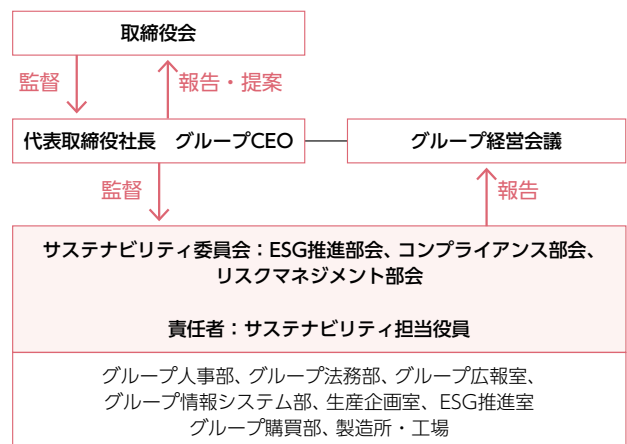 取締役会
監督
報告・提案
代表取締役社長　グループCEO
グループ経営会議
監督
報告
サステナビリティ委員会：ESG推進部会、コンプライアンス部会、
リスクマネジメント部会
責任者：サステナビリティ担当役員
グループ人事部、グループ法務部、グループ広報室、
グループ情報システム部、生産企画室、ESG推進室
グループ購買部、製造所・工場